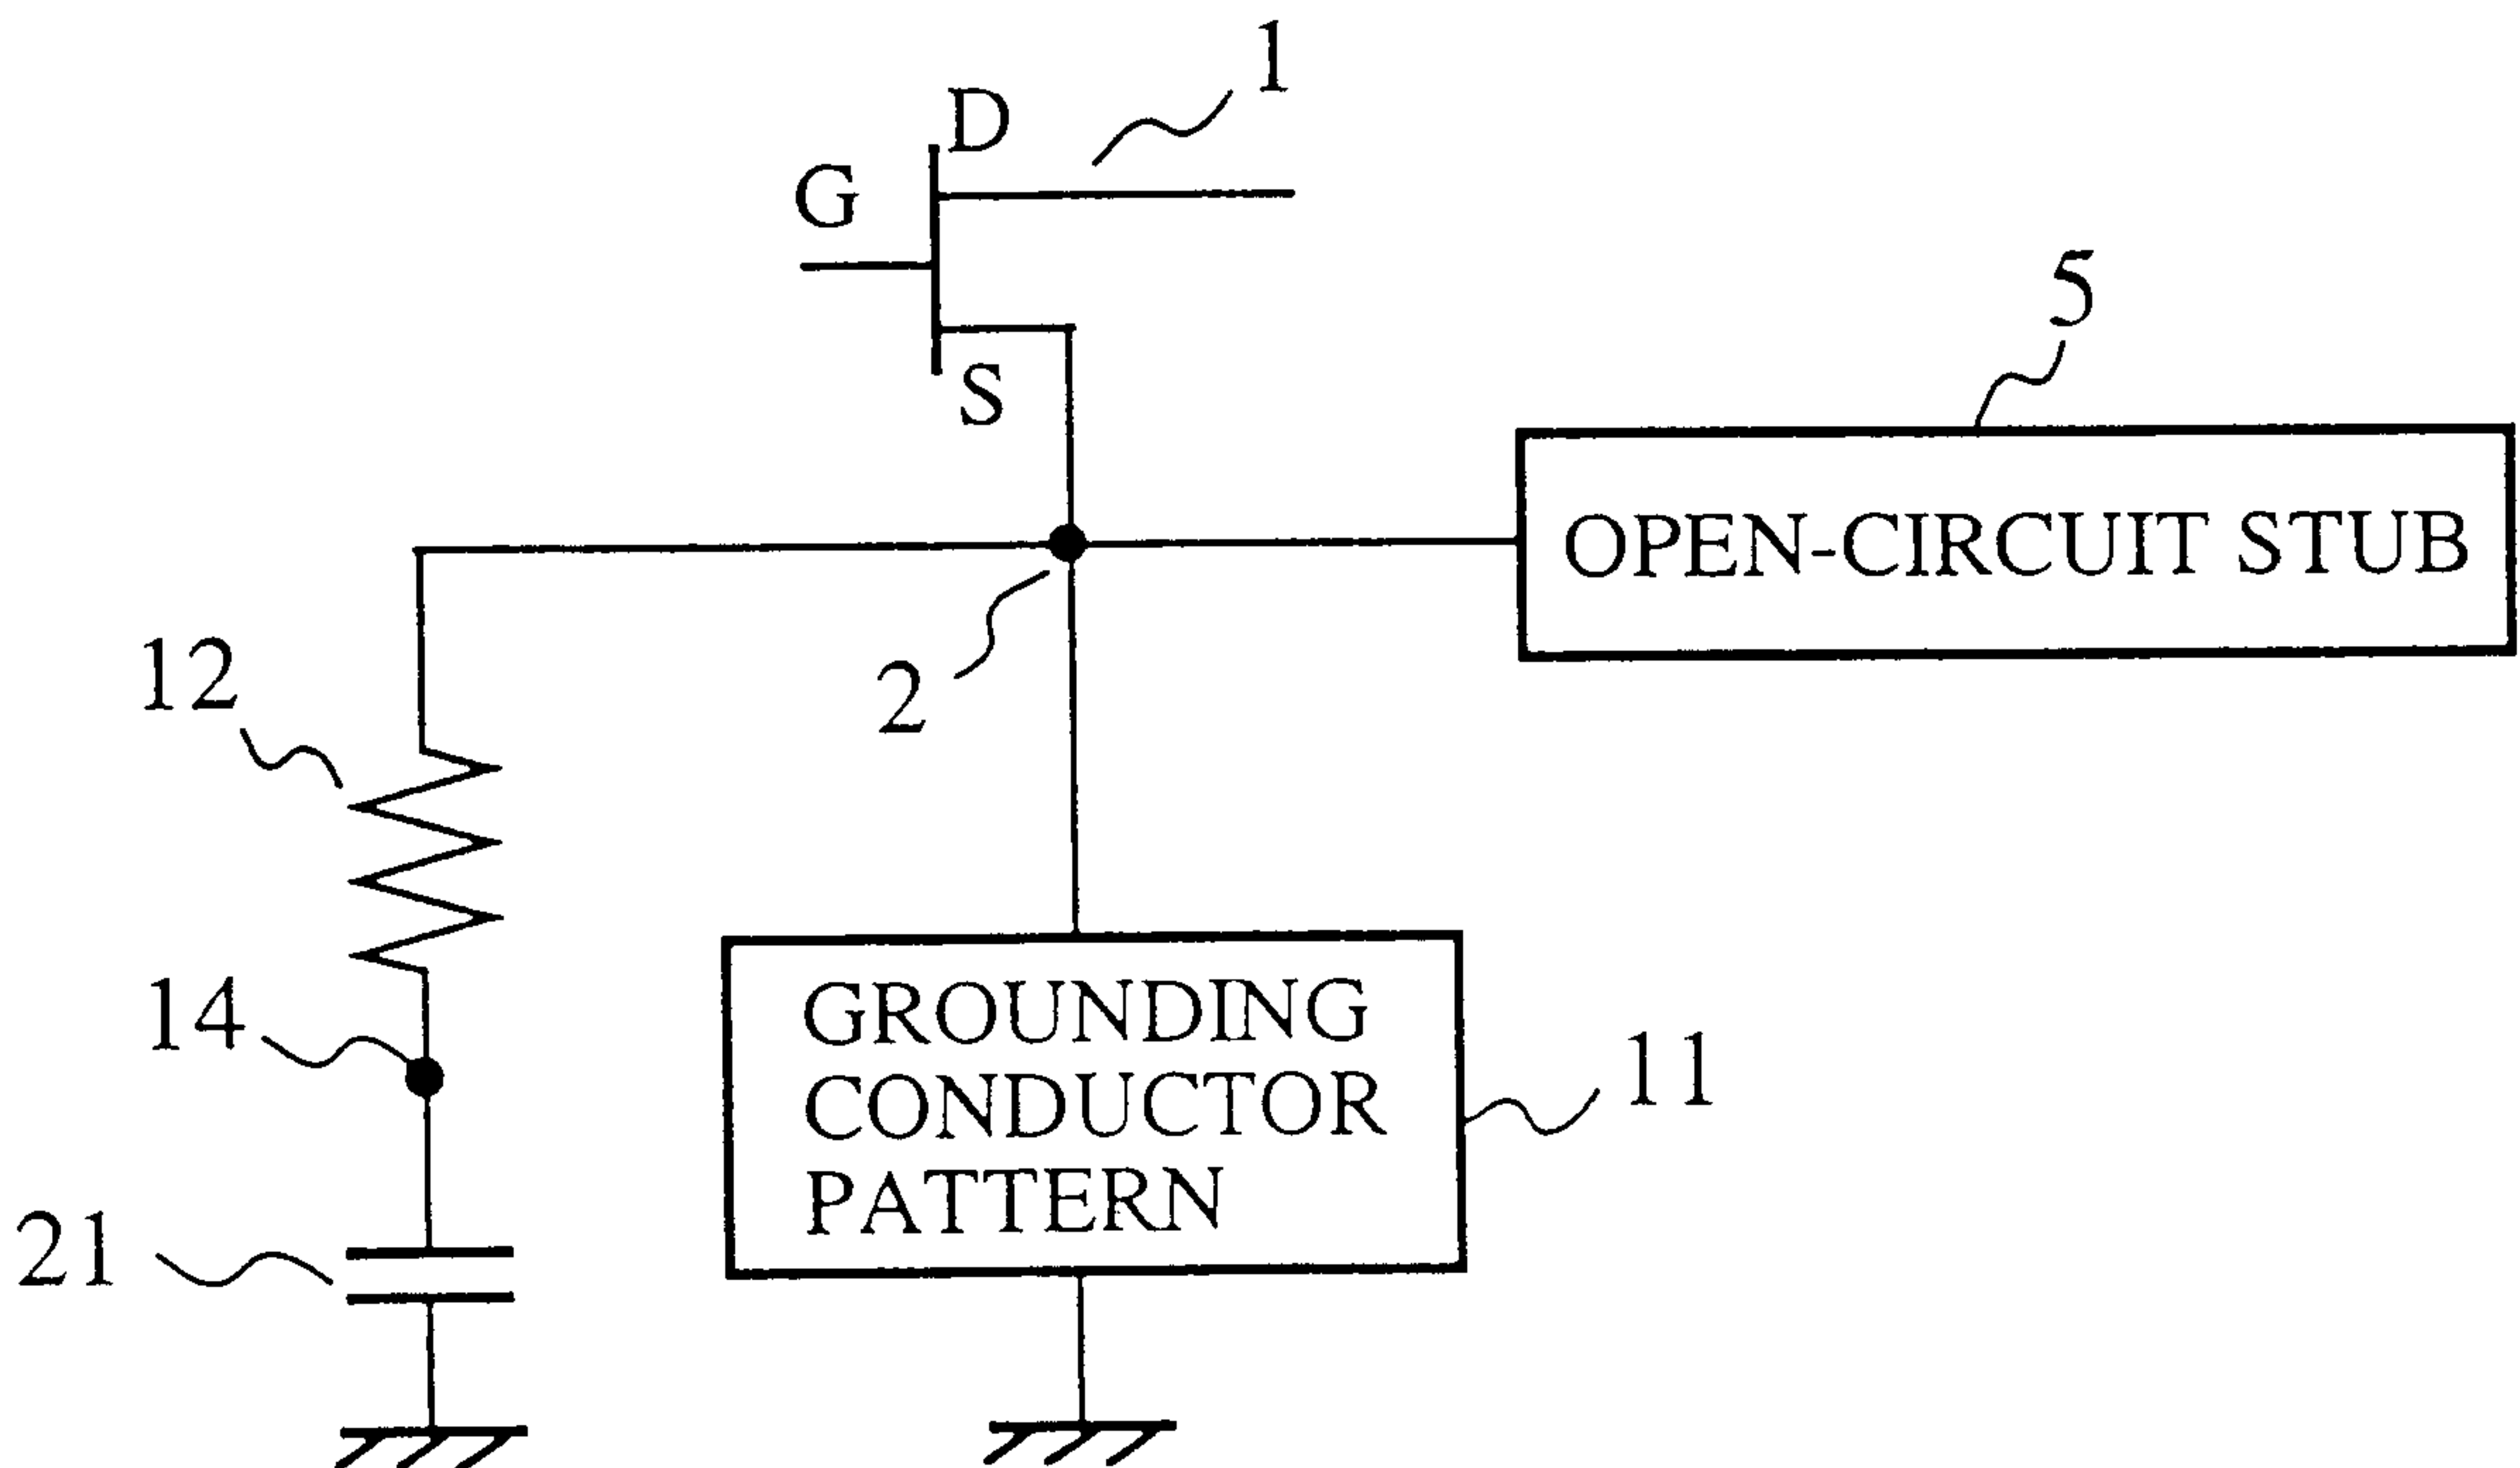 1
D
G
5
S
OPEN-CIRCUIT STUB
12
2
14
GROUNDING
CONDUCTOR
PATTERN
11
21